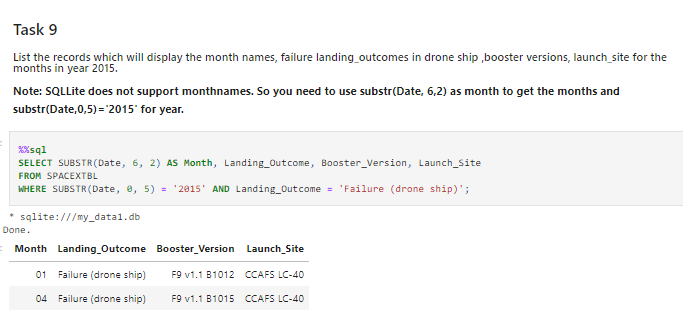 Task 9
List the records which will display the month names, failure landing_outcomes in drone ship ,booster versions, launch_site for the
months in year 2015.
Note: SQLLite does not support monthnames. So you need to use substr(Date, 6,2) as month to get the months and
substr(Date,0,5)='2015' for year.
%%sql
SELECT SUBSTR(Date, 6, 2) AS Month, Landing_Outcome, Booster_Version, Launch_Site
FROM SPACEXTBL
WHERE SUBSTR(Date, 0, 5) = '2015' AND Landing_Outcome = 'Failure (drone ship)';
* sqlite:///my_data1.db
Done.
Month Landing_Outcome Booster_Version Launch_Site
01 Failure (drone ship) F9 v1.1 B1012 CCAFS LC-40
04 Failure (drone ship) F9 v1.1 B1015 CCAFS LC-40